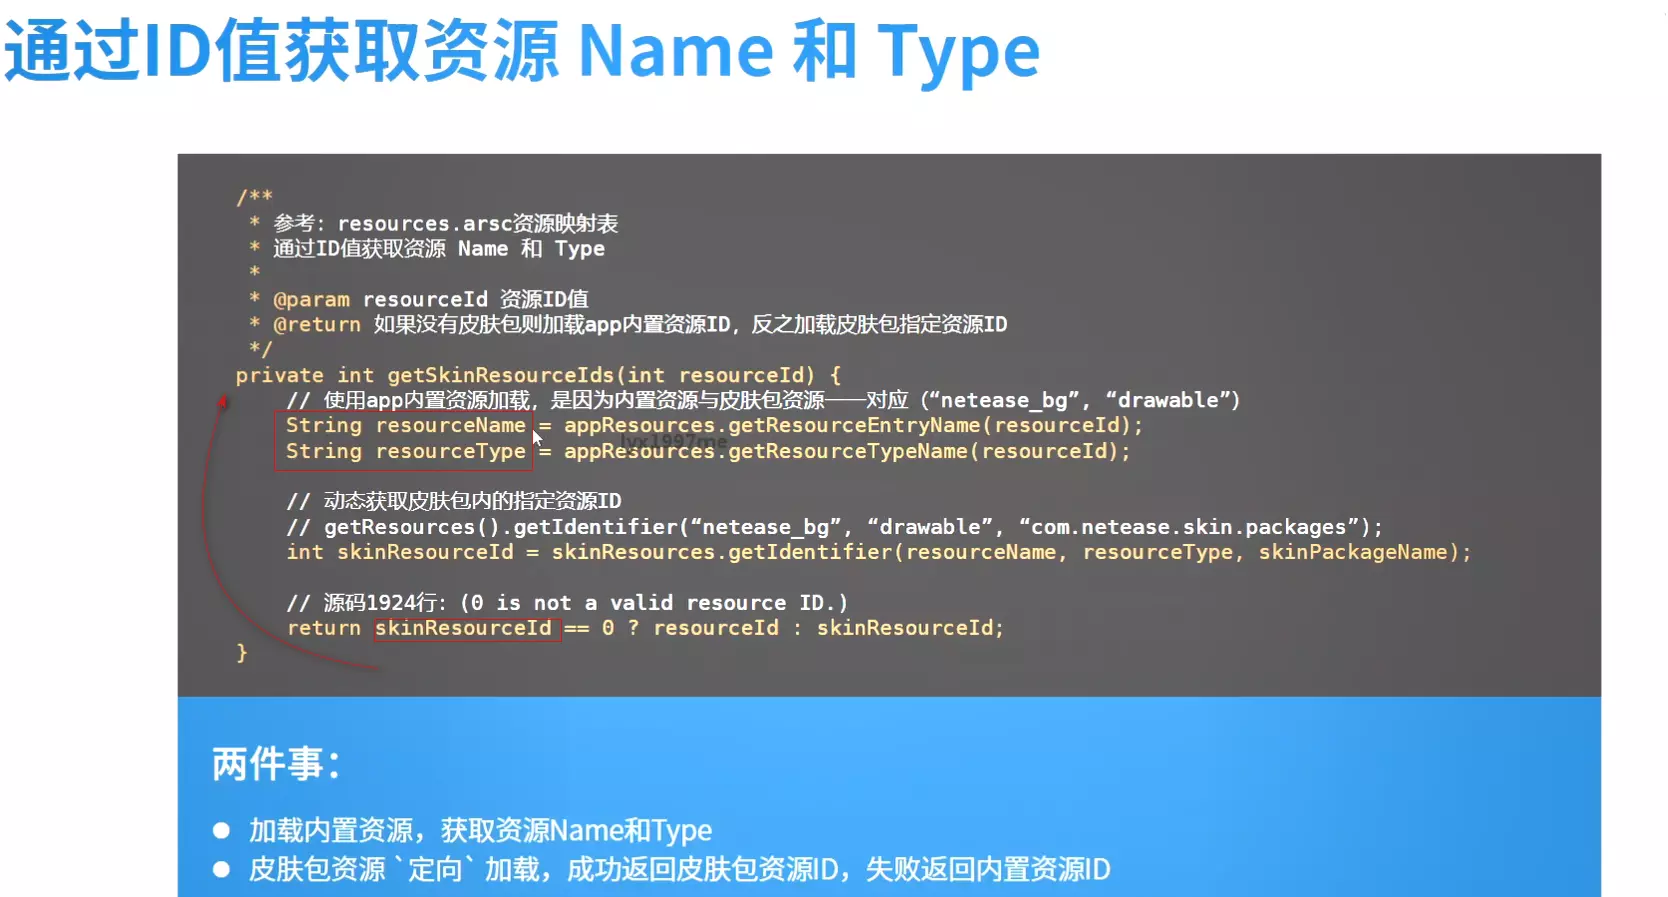 通过ID值获取资源 Name 和 Type
/**
* 参考：resources.arsc资源映射表
* 通过ID值获取资源 Name 和 Type
*
* @param resourceId 资源ID值
* @return 如果没有皮肤包则加载app内置资源ID，反之加载皮肤包指定资源ID
*/
private int getSkinResourceIds(int resourceId) {
// 使用app内置资源加载，是因为内置资源与皮肤包资源一一对应（“netease_bg”, “drawable”）
String resourceName = appResources.getResourceEntryName(resourceId);
lyx1997me
String resourceType = appResources.getResourceTypeName(resourceId);
// 动态获取皮肤包内的指定资源ID
// getResources().getIdentifier(“netease_bg”, “drawable”, “com.netease.skin.packages”);
int skinResourceId = skinResources.getIdentifier(resourceName, resourceType, skinPackageName);
// 源码1924行：(0 is not a valid resource ID.)
return skinResourceId == 0 ? resourceId : skinResourceId;
}
两件事：
● 加载内置资源，获取资源Name和Type
● 皮肤包资源 `定向` 加载，成功返回皮肤包资源ID，失败返回内置资源ID